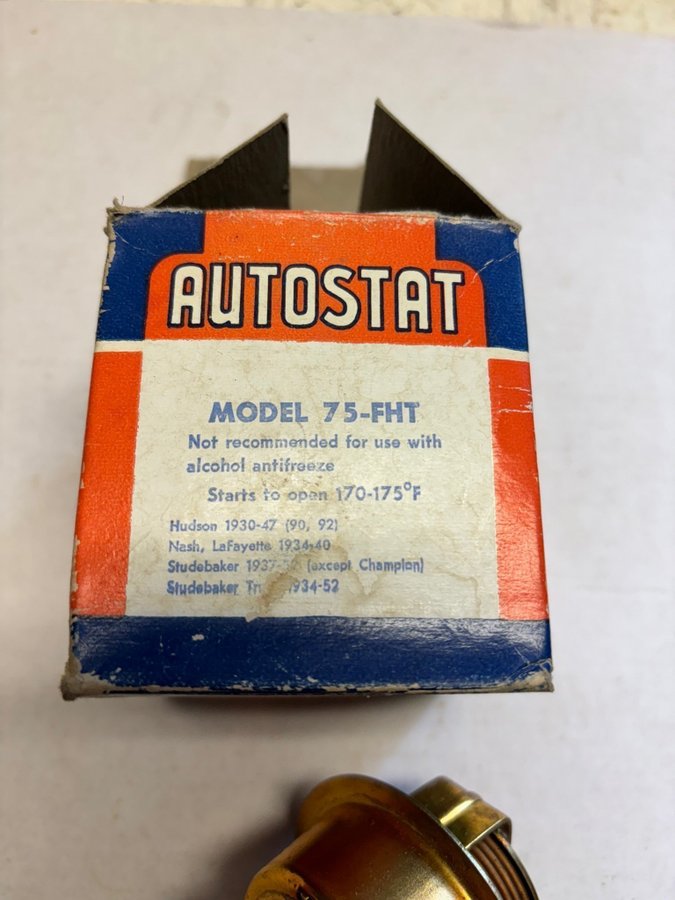 AUTOSTAT
MODEL 75-FHT
Not recommended for use with
alcohol antifreeze
Starts to open 170-175°F
Hudson 1930-47 (90, 92)
Nash, LaFayette 1934-40
Studebaker (except Champion)
Studebaker 1934-52